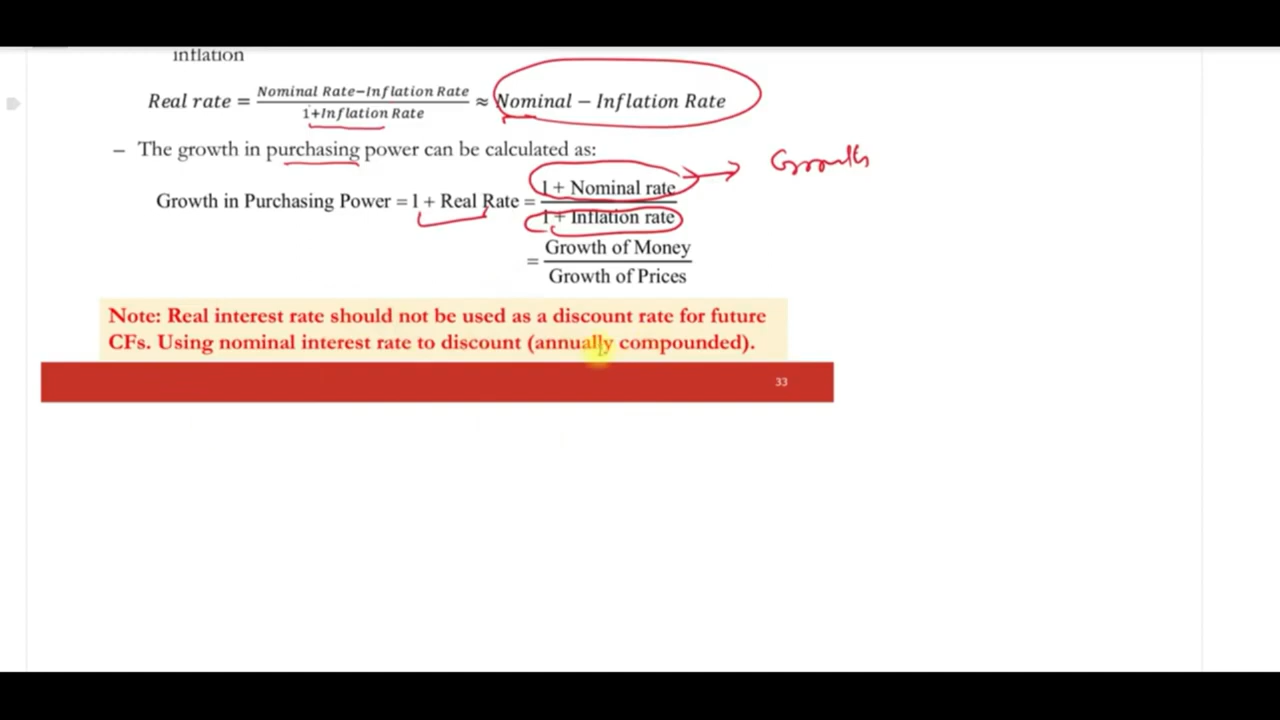 inflation
Real rate = Nominal Rate−Inflation Rate / 1+Inflation Rate ≈ Nominal − Inflation Rate
– The growth in purchasing power can be calculated as:
Growth
Growth in Purchasing Power = 1 + Real Rate = 1 + Nominal rate / 1 + Inflation rate
= Growth of Money / Growth of Prices
Note: Real interest rate should not be used as a discount rate for future
CFs. Using nominal interest rate to discount (annually compounded).
33